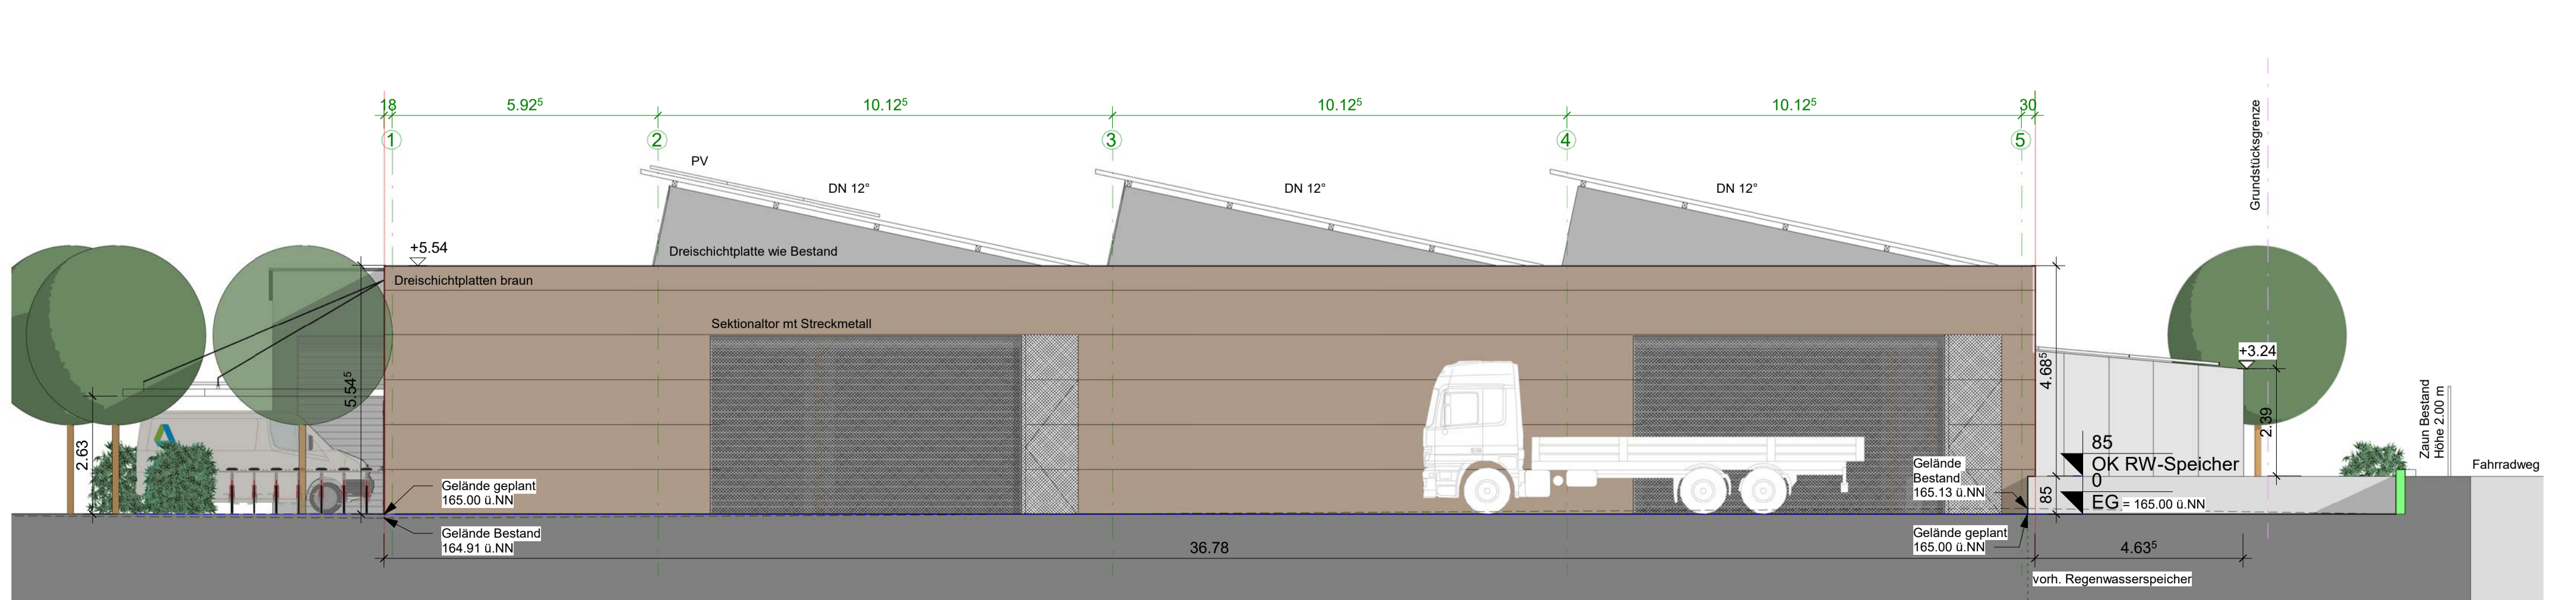 18
5.92⁵
10.12⁵
10.12⁵
10.12⁵
30
1
2
3
4
5
Grundstücksgrenze
PV
DN 12°
DN 12°
DN 12°
+5.54
Dreischichtplatte wie Bestand
Dreischichtplatten braun
Sektionaltor mt Streckmetall
5.54⁵
2.63
4.68⁵
+3.24
2.39
85
OK RW-Speicher
0
EG = 165.00 ü.NN
85
Zaun Bestand
Höhe 2.00 m
Fahrradweg
Gelände
Bestand
165.13 ü.NN
Gelände geplant
165.00 ü.NN
Gelände Bestand
164.91 ü.NN
Gelände geplant
165.00 ü.NN
36.78
4.63⁵
vorh. Regenwasserspeicher